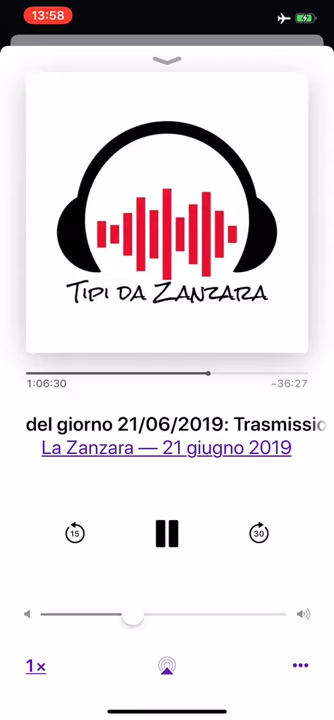 13:58
TIPI DA ZANZARA
1:06:30
−36:27
del giorno 21/06/2019: Trasmissio
La Zanzara — 21 giugno 2019
15
30
1×